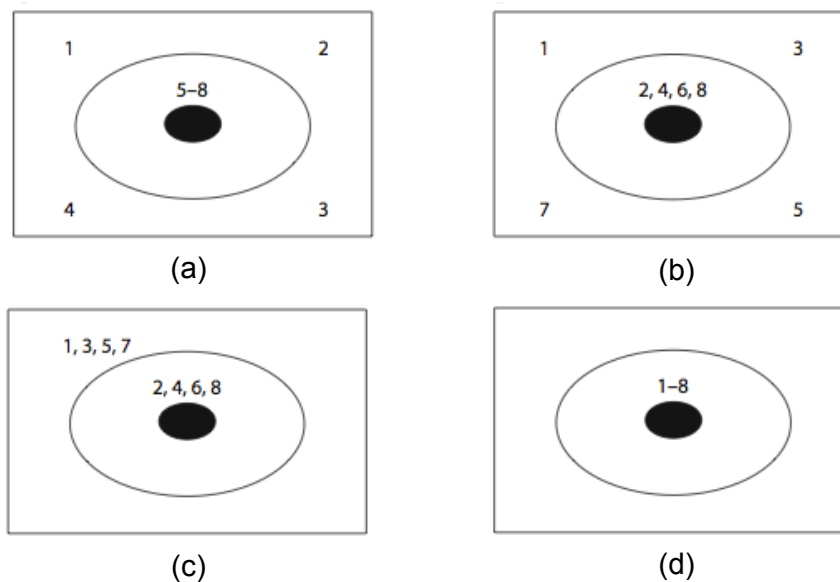 1 2
5–8
4 3
(a)
1 3
2, 4, 6, 8
7 5
(b)
1, 3, 5, 7
2, 4, 6, 8
(c)
1–8
(d)